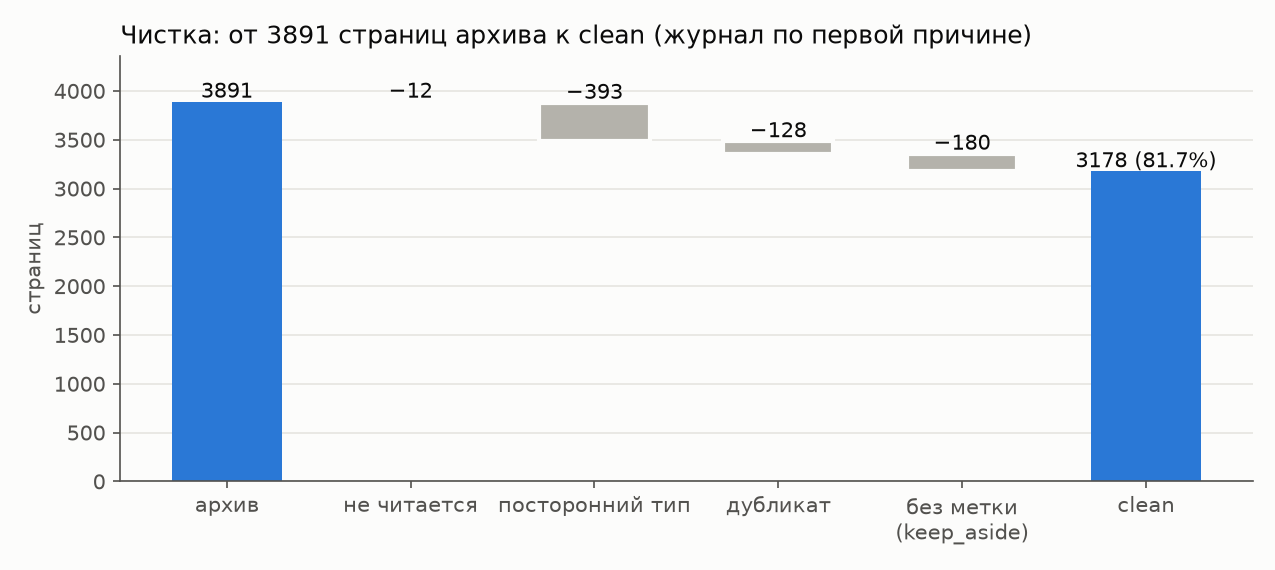 Чистка: от 3891 страниц архива к clean (журнал по первой причине)
страниц
4000
3500
3000
2500
2000
1500
1000
500
0
3891
−12
−393
−128
−180
3178 (81.7%)
архив
не читается
посторонний тип
дубликат
без метки
(keep_aside)
clean